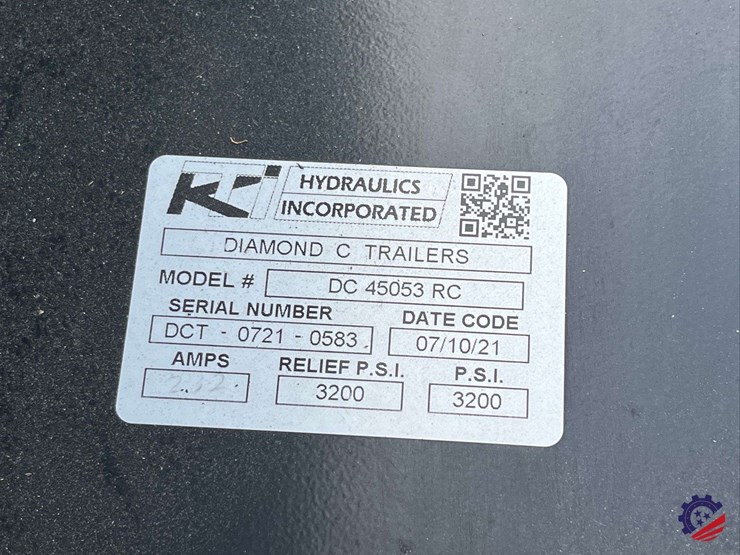 KTI HYDRAULICS
INCORPORATED
DIAMOND C TRAILERS
MODEL # DC 45053 RC
SERIAL NUMBER DATE CODE
DCT - 0721 - 0583 07/10/21
AMPS RELIEF P.S.I. P.S.I.
3200 3200